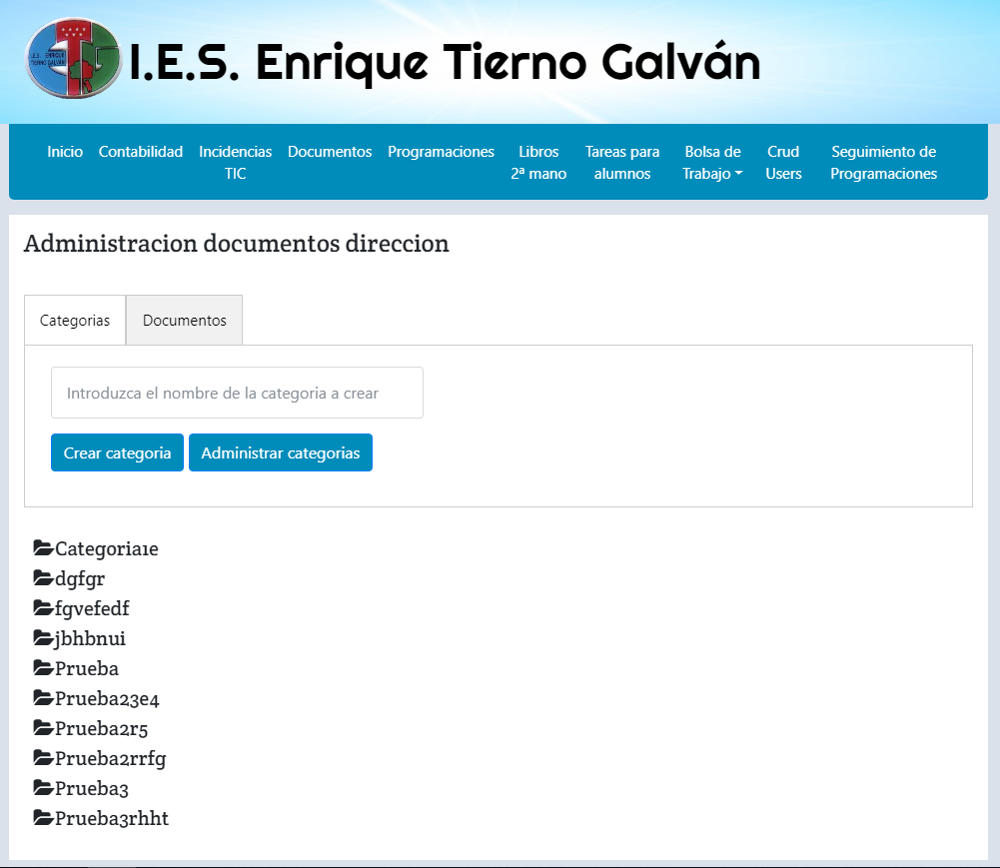 I.E.S. Enrique Tierno Galván
Inicio Contabilidad Incidencias TIC Documentos Programaciones Libros 2ª mano Tareas para alumnos Bolsa de Trabajo Crud Users Seguimiento de Programaciones
Administracion documentos direccion
Categorias Documentos
Introduzca el nombre de la categoria a crear
Crear categoria Administrar categorias
Categoria1e
dgfgr
fgvefedf
jbhbnui
Prueba
Prueba23e4
Prueba2r5
Prueba2rrfg
Prueba3
Prueba3rhht